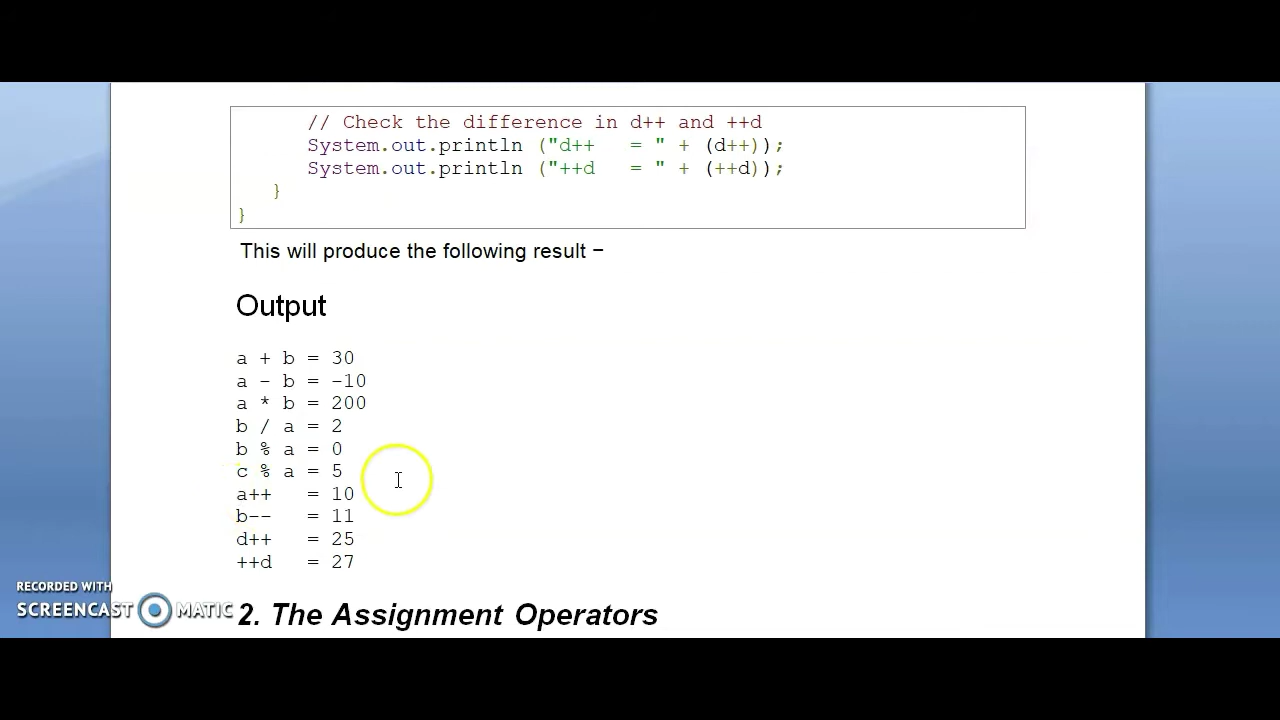 // Check the difference in d++ and ++d
System.out.println ("d++   = " + (d++));
System.out.println ("++d   = " + (++d));
}
}
This will produce the following result −
Output
a + b = 30
a - b = -10
a * b = 200
b / a = 2
b % a = 0
c % a = 5
a++   = 10
b--   = 11
d++   = 25
++d   = 27
2. The Assignment Operators
RECORDED WITH
SCREENCAST MATIC